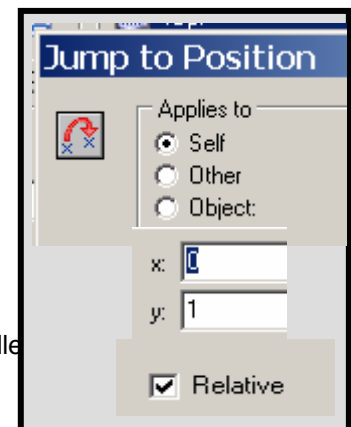 Jump to Position
Applies to
Self
Other
Object:
x: 0
y: 1
Relative